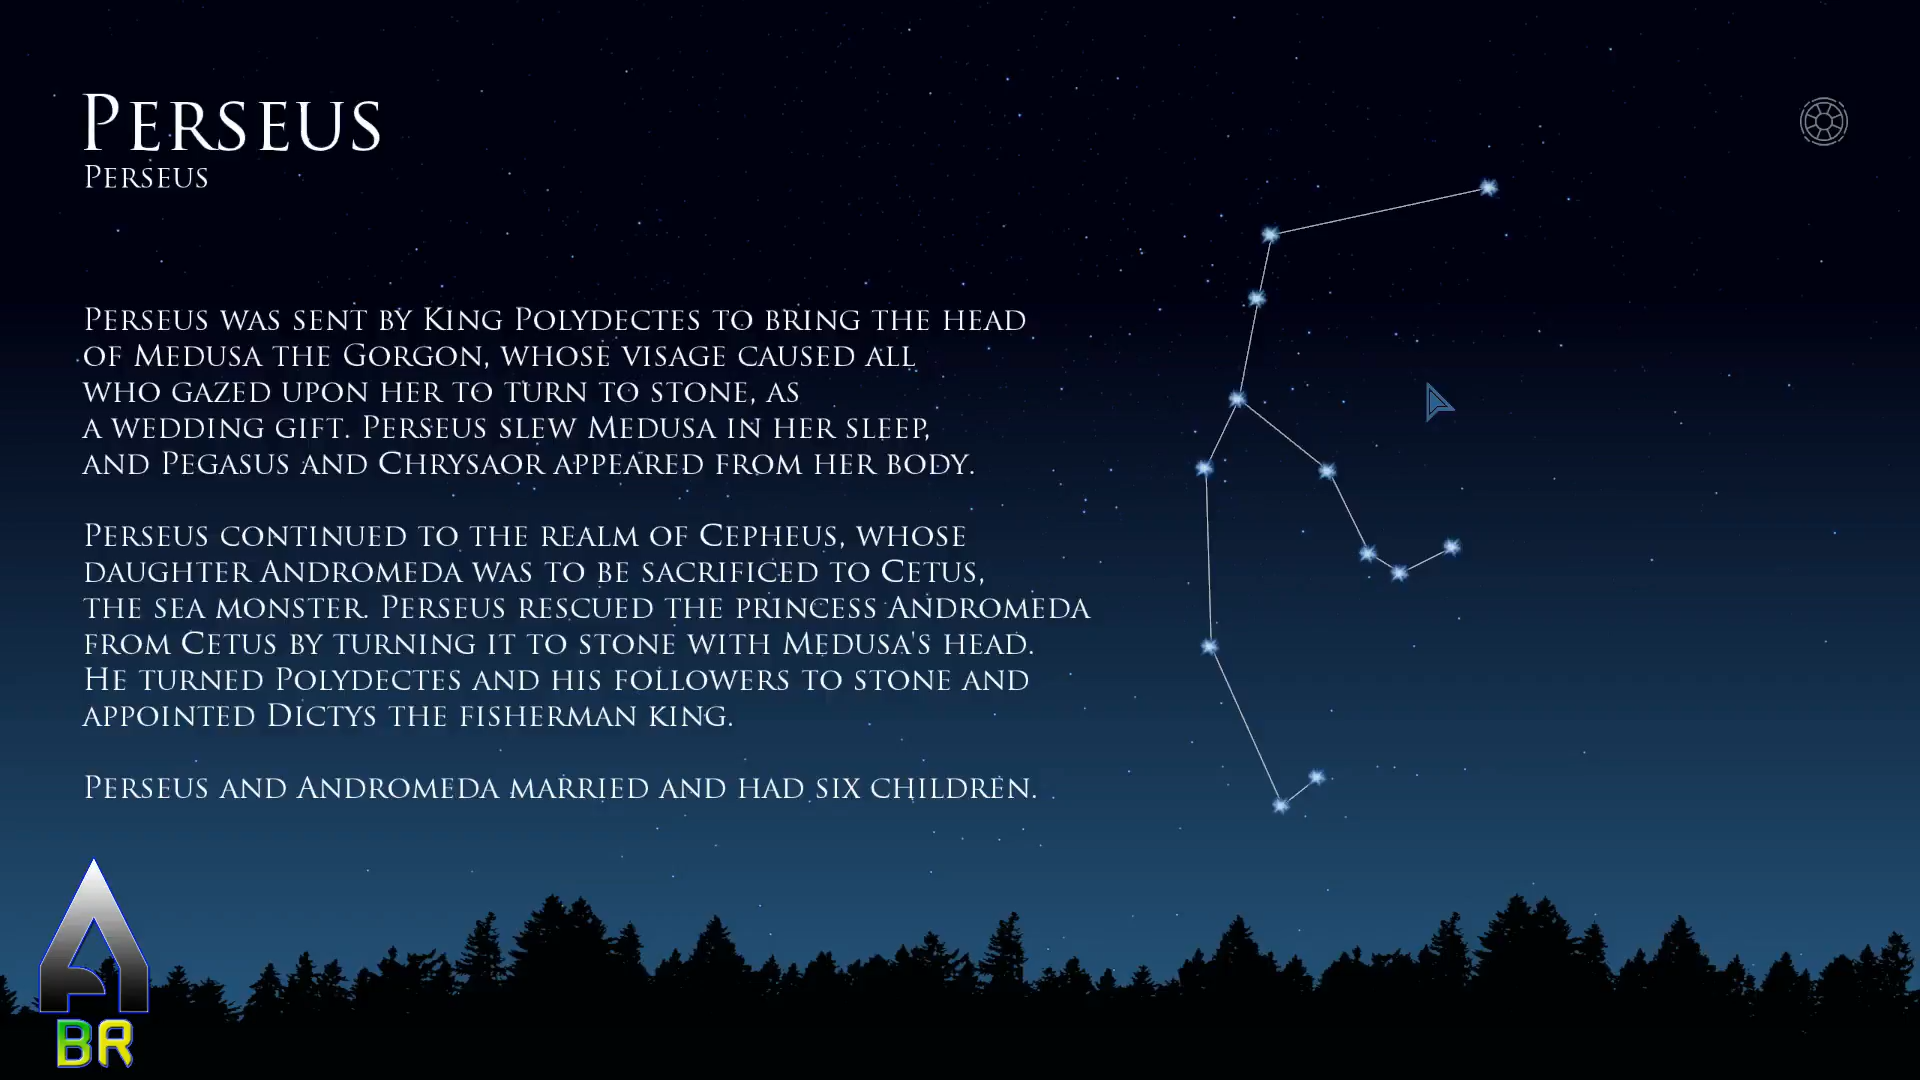 Perseus
Perseus
Perseus was sent by King Polydectes to bring the head
of Medusa the Gorgon, whose visage caused all
who gazed upon her to turn to stone, as
a wedding gift. Perseus slew Medusa in her sleep,
and Pegasus and Chrysaor appeared from her body.
Perseus continued to the realm of Cepheus, whose
daughter Andromeda was to be sacrificed to Cetus,
the sea monster. Perseus rescued the princess Andromeda
from Cetus by turning it to stone with Medusa's head.
He turned Polydectes and his followers to stone and
appointed Dictys the fisherman king.
Perseus and Andromeda married and had six children.
BR